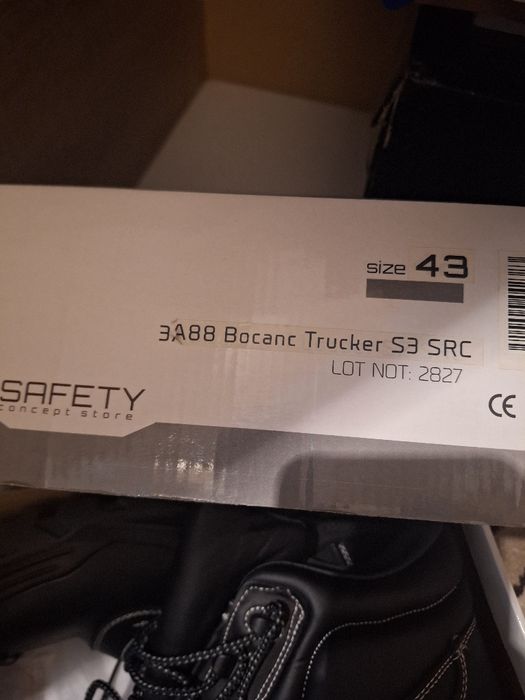 size 43
3A88 Bocanc Trucker S3 SRC
LOT NOT: 2827
SAFETY
concept store
CE